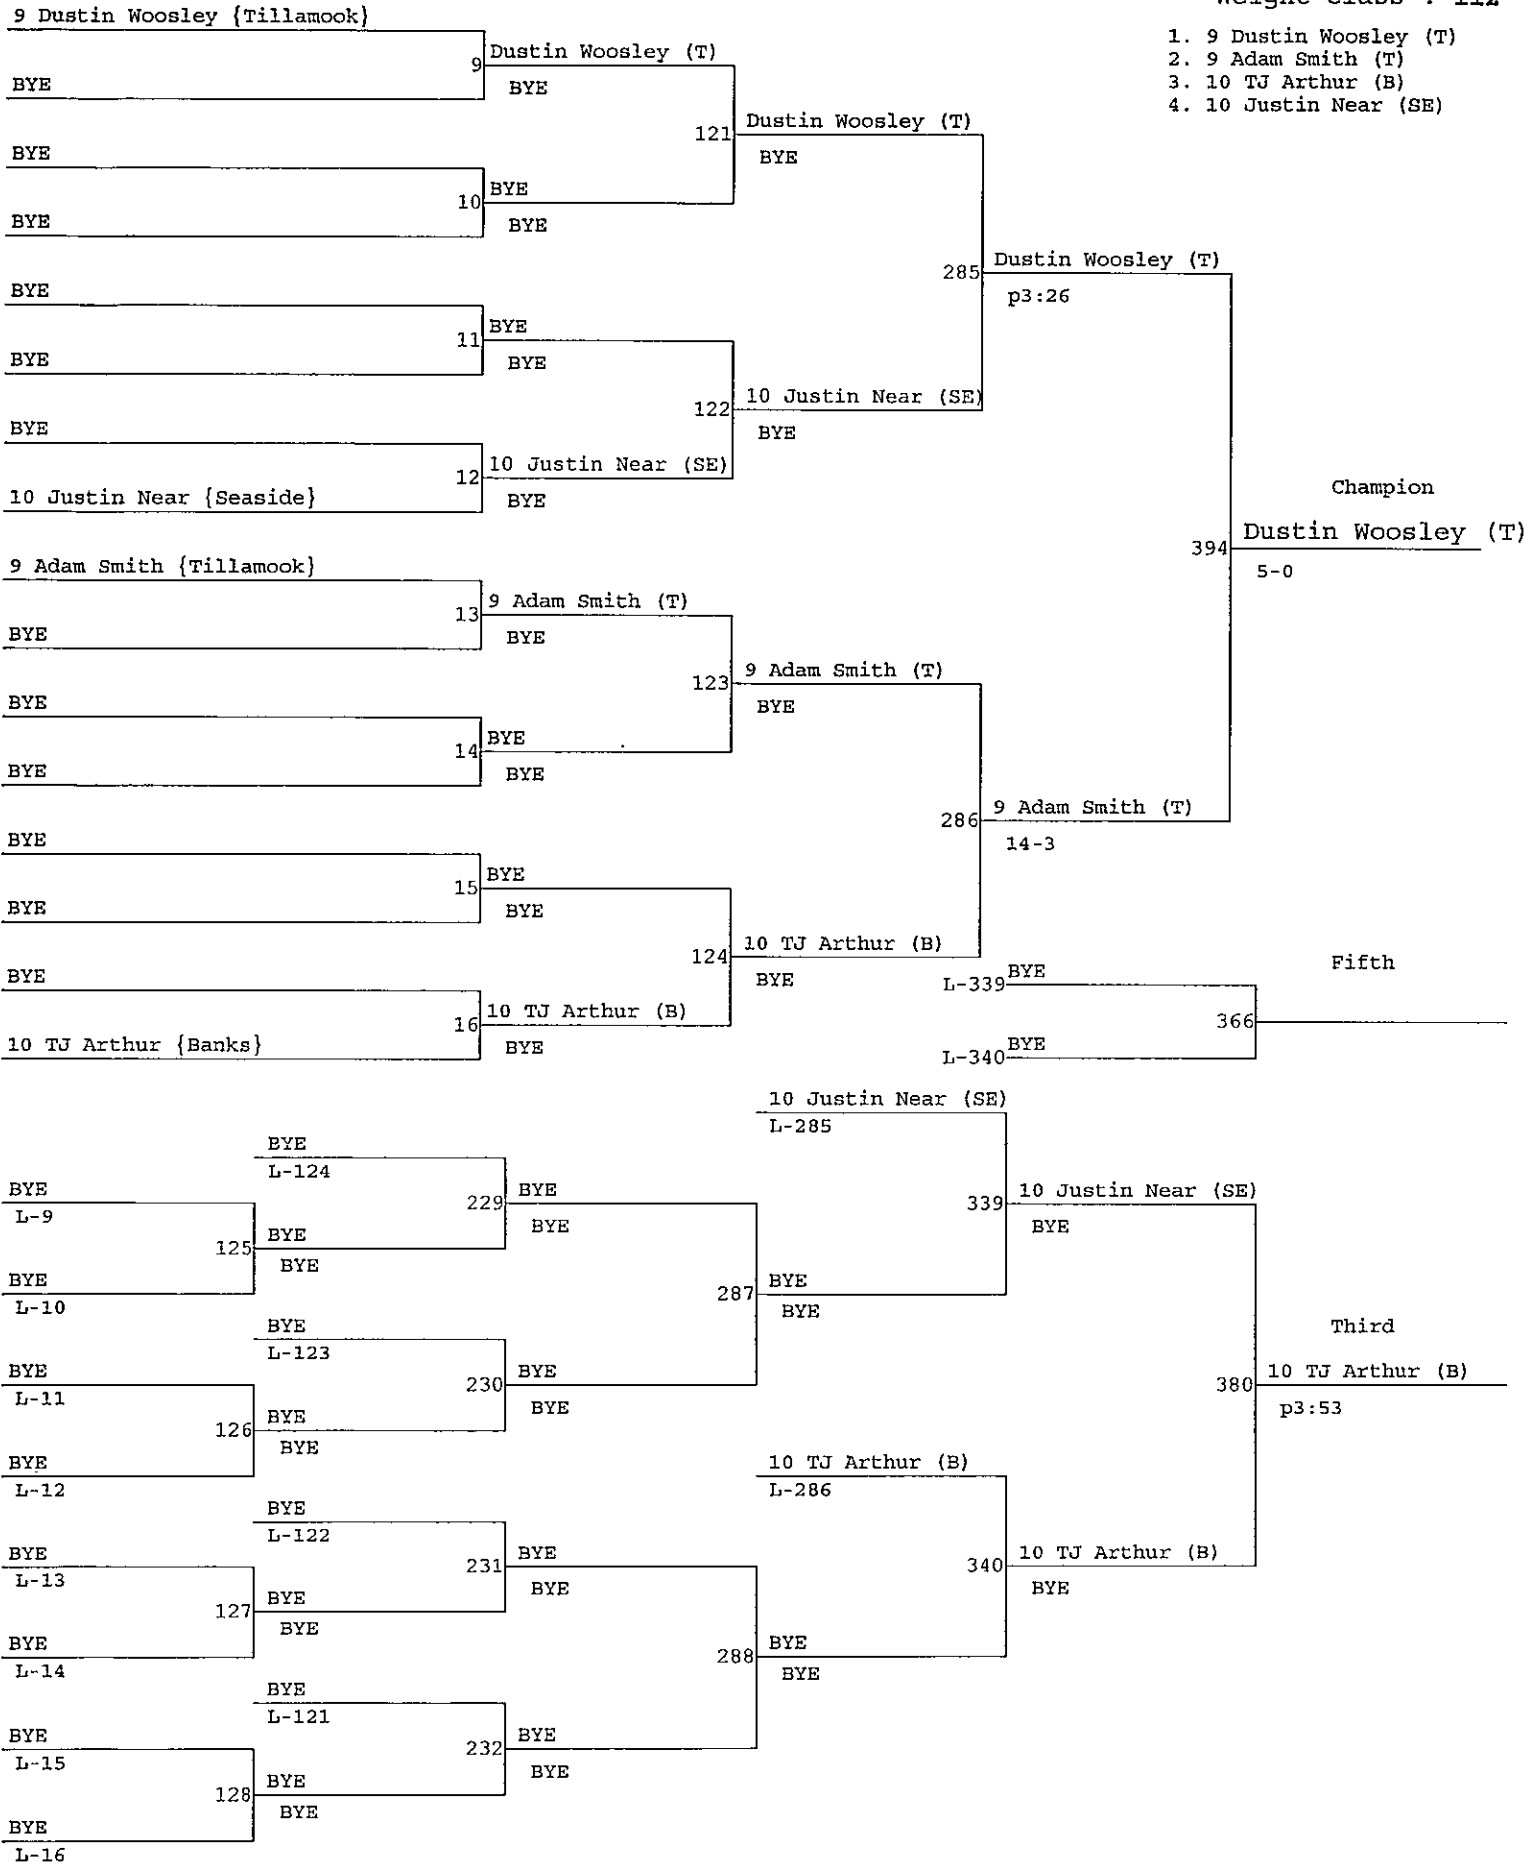 Weight Class : 112
1. 9 Dustin Woosley (T)
2. 9 Adam Smith (T)
3. 10 TJ Arthur (B)
4. 10 Justin Near (SE)
9 Dustin Woosley {Tillamook}
9
Dustin Woosley (T)
BYE
BYE
121
Dustin Woosley (T)
BYE
BYE
10
BYE
BYE
BYE
285
Dustin Woosley (T)
p3:26
BYE
11
BYE
BYE
BYE
122
10 Justin Near (SE)
BYE
BYE
12
10 Justin Near (SE)
BYE
10 Justin Near {Seaside}
Champion
394
Dustin Woosley (T)
5-0
9 Adam Smith {Tillamook}
13
9 Adam Smith (T)
BYE
BYE
123
9 Adam Smith (T)
BYE
BYE
14
BYE
BYE
BYE
286
9 Adam Smith (T)
14-3
BYE
15
BYE
BYE
BYE
124
10 TJ Arthur (B)
BYE
BYE
16
10 TJ Arthur (B)
BYE
10 TJ Arthur {Banks}
Fifth
L-339
BYE
366
L-340
BYE
10 Justin Near (SE)
L-285
BYE
L-124
229
BYE
BYE
339
10 Justin Near (SE)
BYE
BYE
L-9
125
BYE
BYE
BYE
L-10
287
BYE
BYE
BYE
L-123
230
BYE
BYE
Third
380
10 TJ Arthur (B)
p3:53
BYE
L-11
126
BYE
BYE
BYE
L-12
10 TJ Arthur (B)
L-286
BYE
L-122
231
BYE
BYE
340
10 TJ Arthur (B)
BYE
BYE
L-13
127
BYE
BYE
BYE
L-14
288
BYE
BYE
BYE
L-121
232
BYE
BYE
BYE
L-15
128
BYE
BYE
BYE
L-16